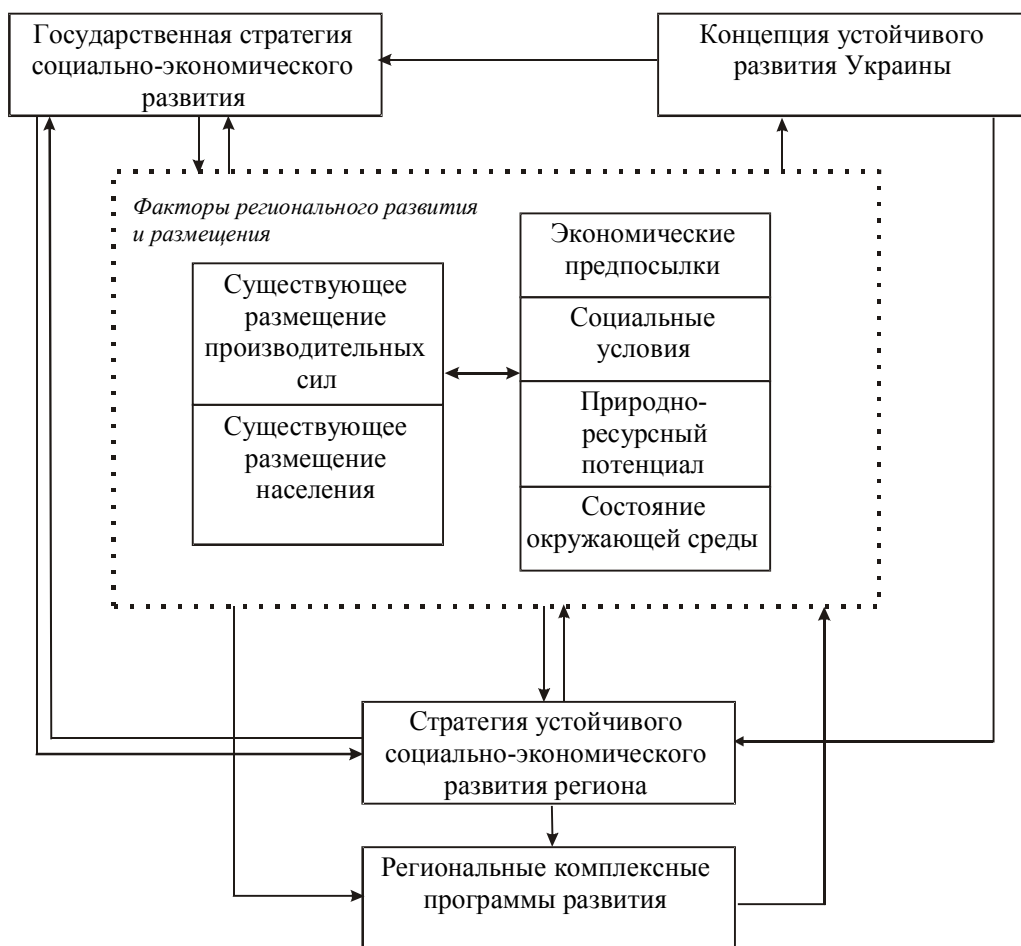 Государственная стратегия
социально-экономического
развития
Концепция устойчивого
развития Украины
Факторы регионального развития
и размещения
Существующее
размещение
производительных
сил
Существующее
размещение
населения
Экономические
предпосылки
Социальные
условия
Природно-
ресурсный
потенциал
Состояние
окружающей среды
Стратегия устойчивого
социально-экономического
развития региона
Региональные комплексные
программы развития